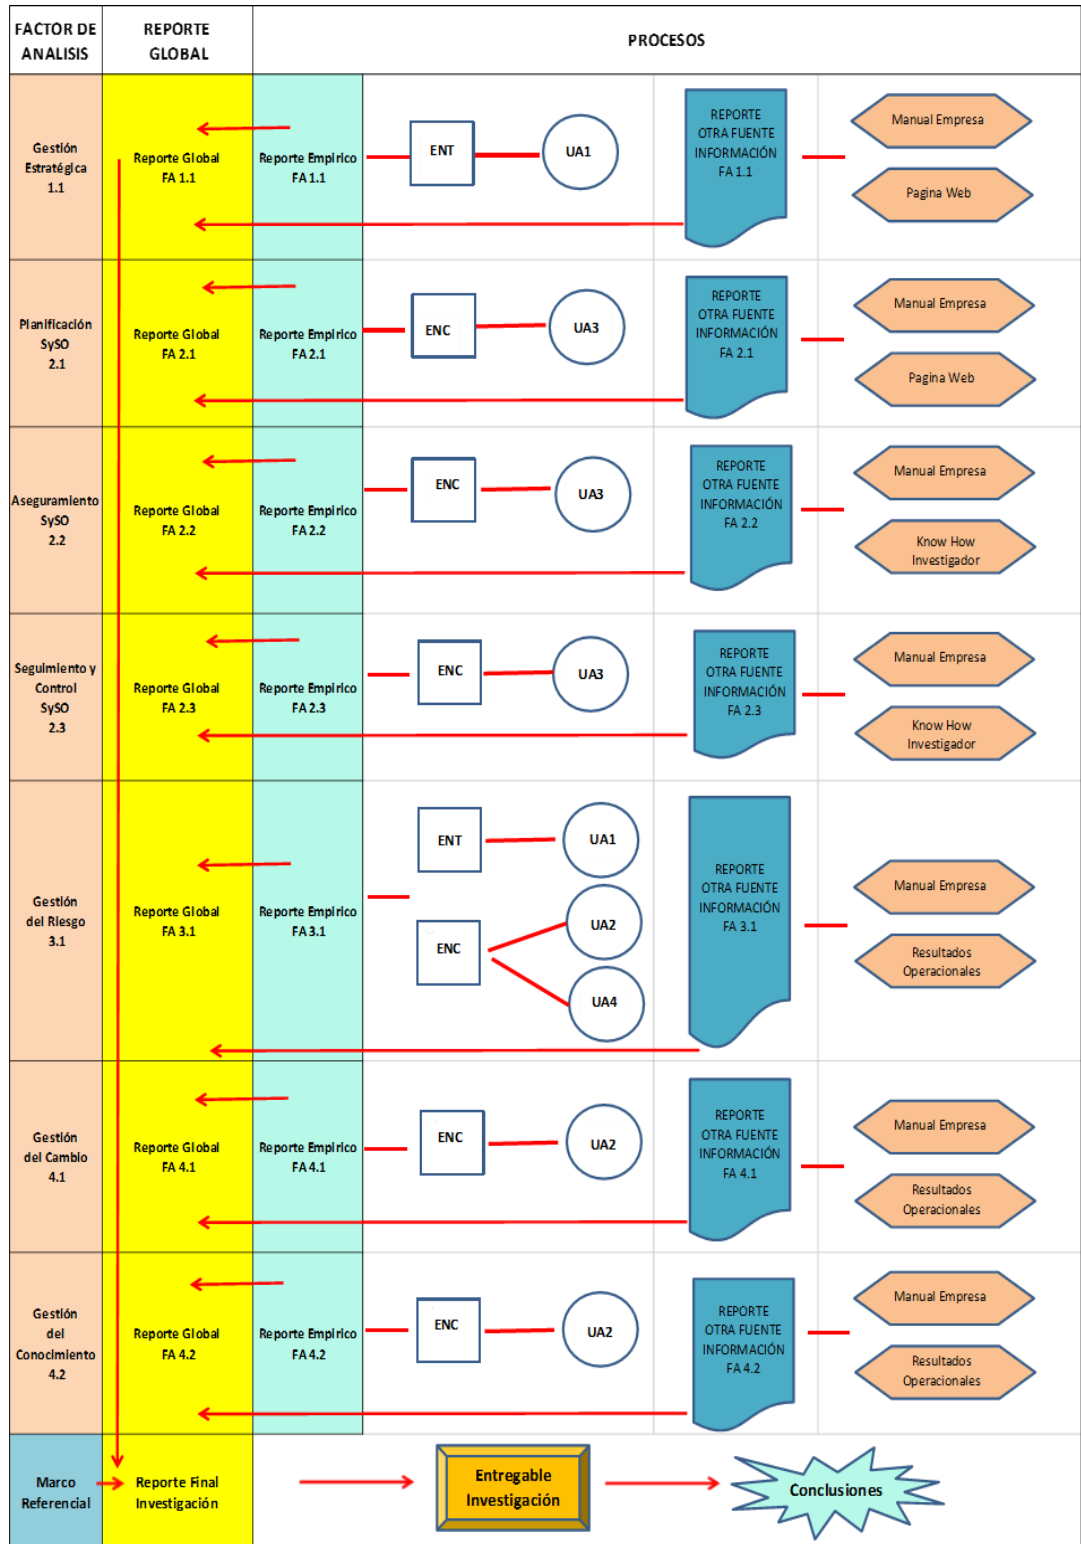 FACTOR DE
ANALISIS
REPORTE
GLOBAL
PROCESOS
Gestión
Estratégica
1.1
Reporte Global
FA 1.1
Reporte Empirico
FA 1.1
ENT
UA1
REPORTE
OTRA FUENTE
INFORMACIÓN
FA 1.1
Manual Empresa
Pagina Web
Planificación
SySO
2.1
Reporte Global
FA 2.1
Reporte Empirico
FA 2.1
ENC
UA3
REPORTE
OTRA FUENTE
INFORMACIÓN
FA 2.1
Manual Empresa
Pagina Web
Aseguramiento
SySO
2.2
Reporte Global
FA 2.2
Reporte Empirico
FA 2.2
ENC
UA3
REPORTE
OTRA FUENTE
INFORMACIÓN
FA 2.2
Manual Empresa
Know How
Investigador
Seguimiento y
Control
SySO
2.3
Reporte Global
FA 2.3
Reporte Empirico
FA 2.3
ENC
UA3
REPORTE
OTRA FUENTE
INFORMACIÓN
FA 2.3
Manual Empresa
Know How
Investigador
Gestión
del Riesgo
3.1
Reporte Global
FA 3.1
Reporte Empirico
FA 3.1
ENT
UA1
ENC
UA2
UA4
REPORTE
OTRA FUENTE
INFORMACIÓN
FA 3.1
Manual Empresa
Resultados
Operacionales
Gestión
del Cambio
4.1
Reporte Global
FA 4.1
Reporte Empirico
FA 4.1
ENC
UA2
REPORTE
OTRA FUENTE
INFORMACIÓN
FA 4.1
Manual Empresa
Resultados
Operacionales
Gestión
del
Conocimiento
4.2
Reporte Global
FA 4.2
Reporte Empirico
FA 4.2
ENC
UA2
REPORTE
OTRA FUENTE
INFORMACIÓN
FA 4.2
Manual Empresa
Resultados
Operacionales
Marco
Referencial
Reporte Final
Investigación
Entregable
Investigación
Conclusiones